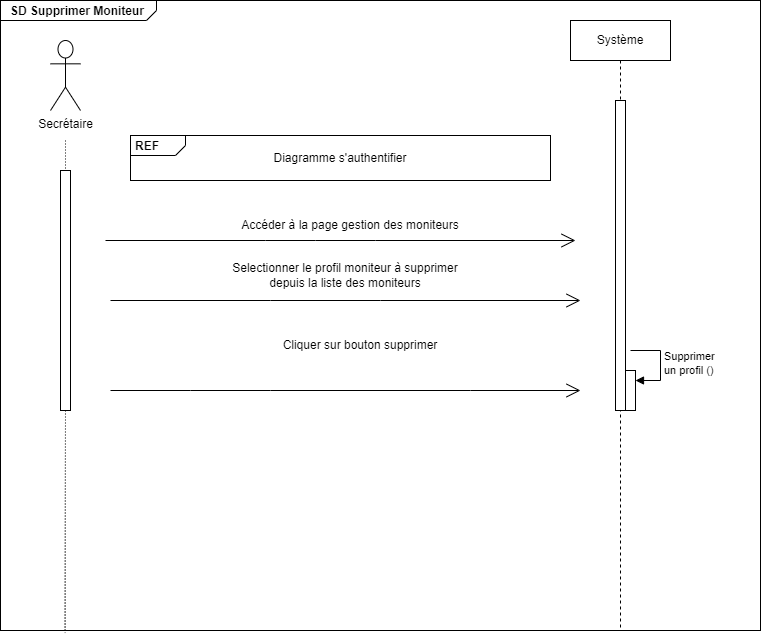 SD Supprimer Moniteur
Système
Secrétaire
REF
Diagramme s'authentifier
Accéder à la page gestion des moniteurs
Selectionner le profil moniteur à supprimer
depuis la liste des moniteurs
Cliquer sur bouton supprimer
Supprimer
un profil ()